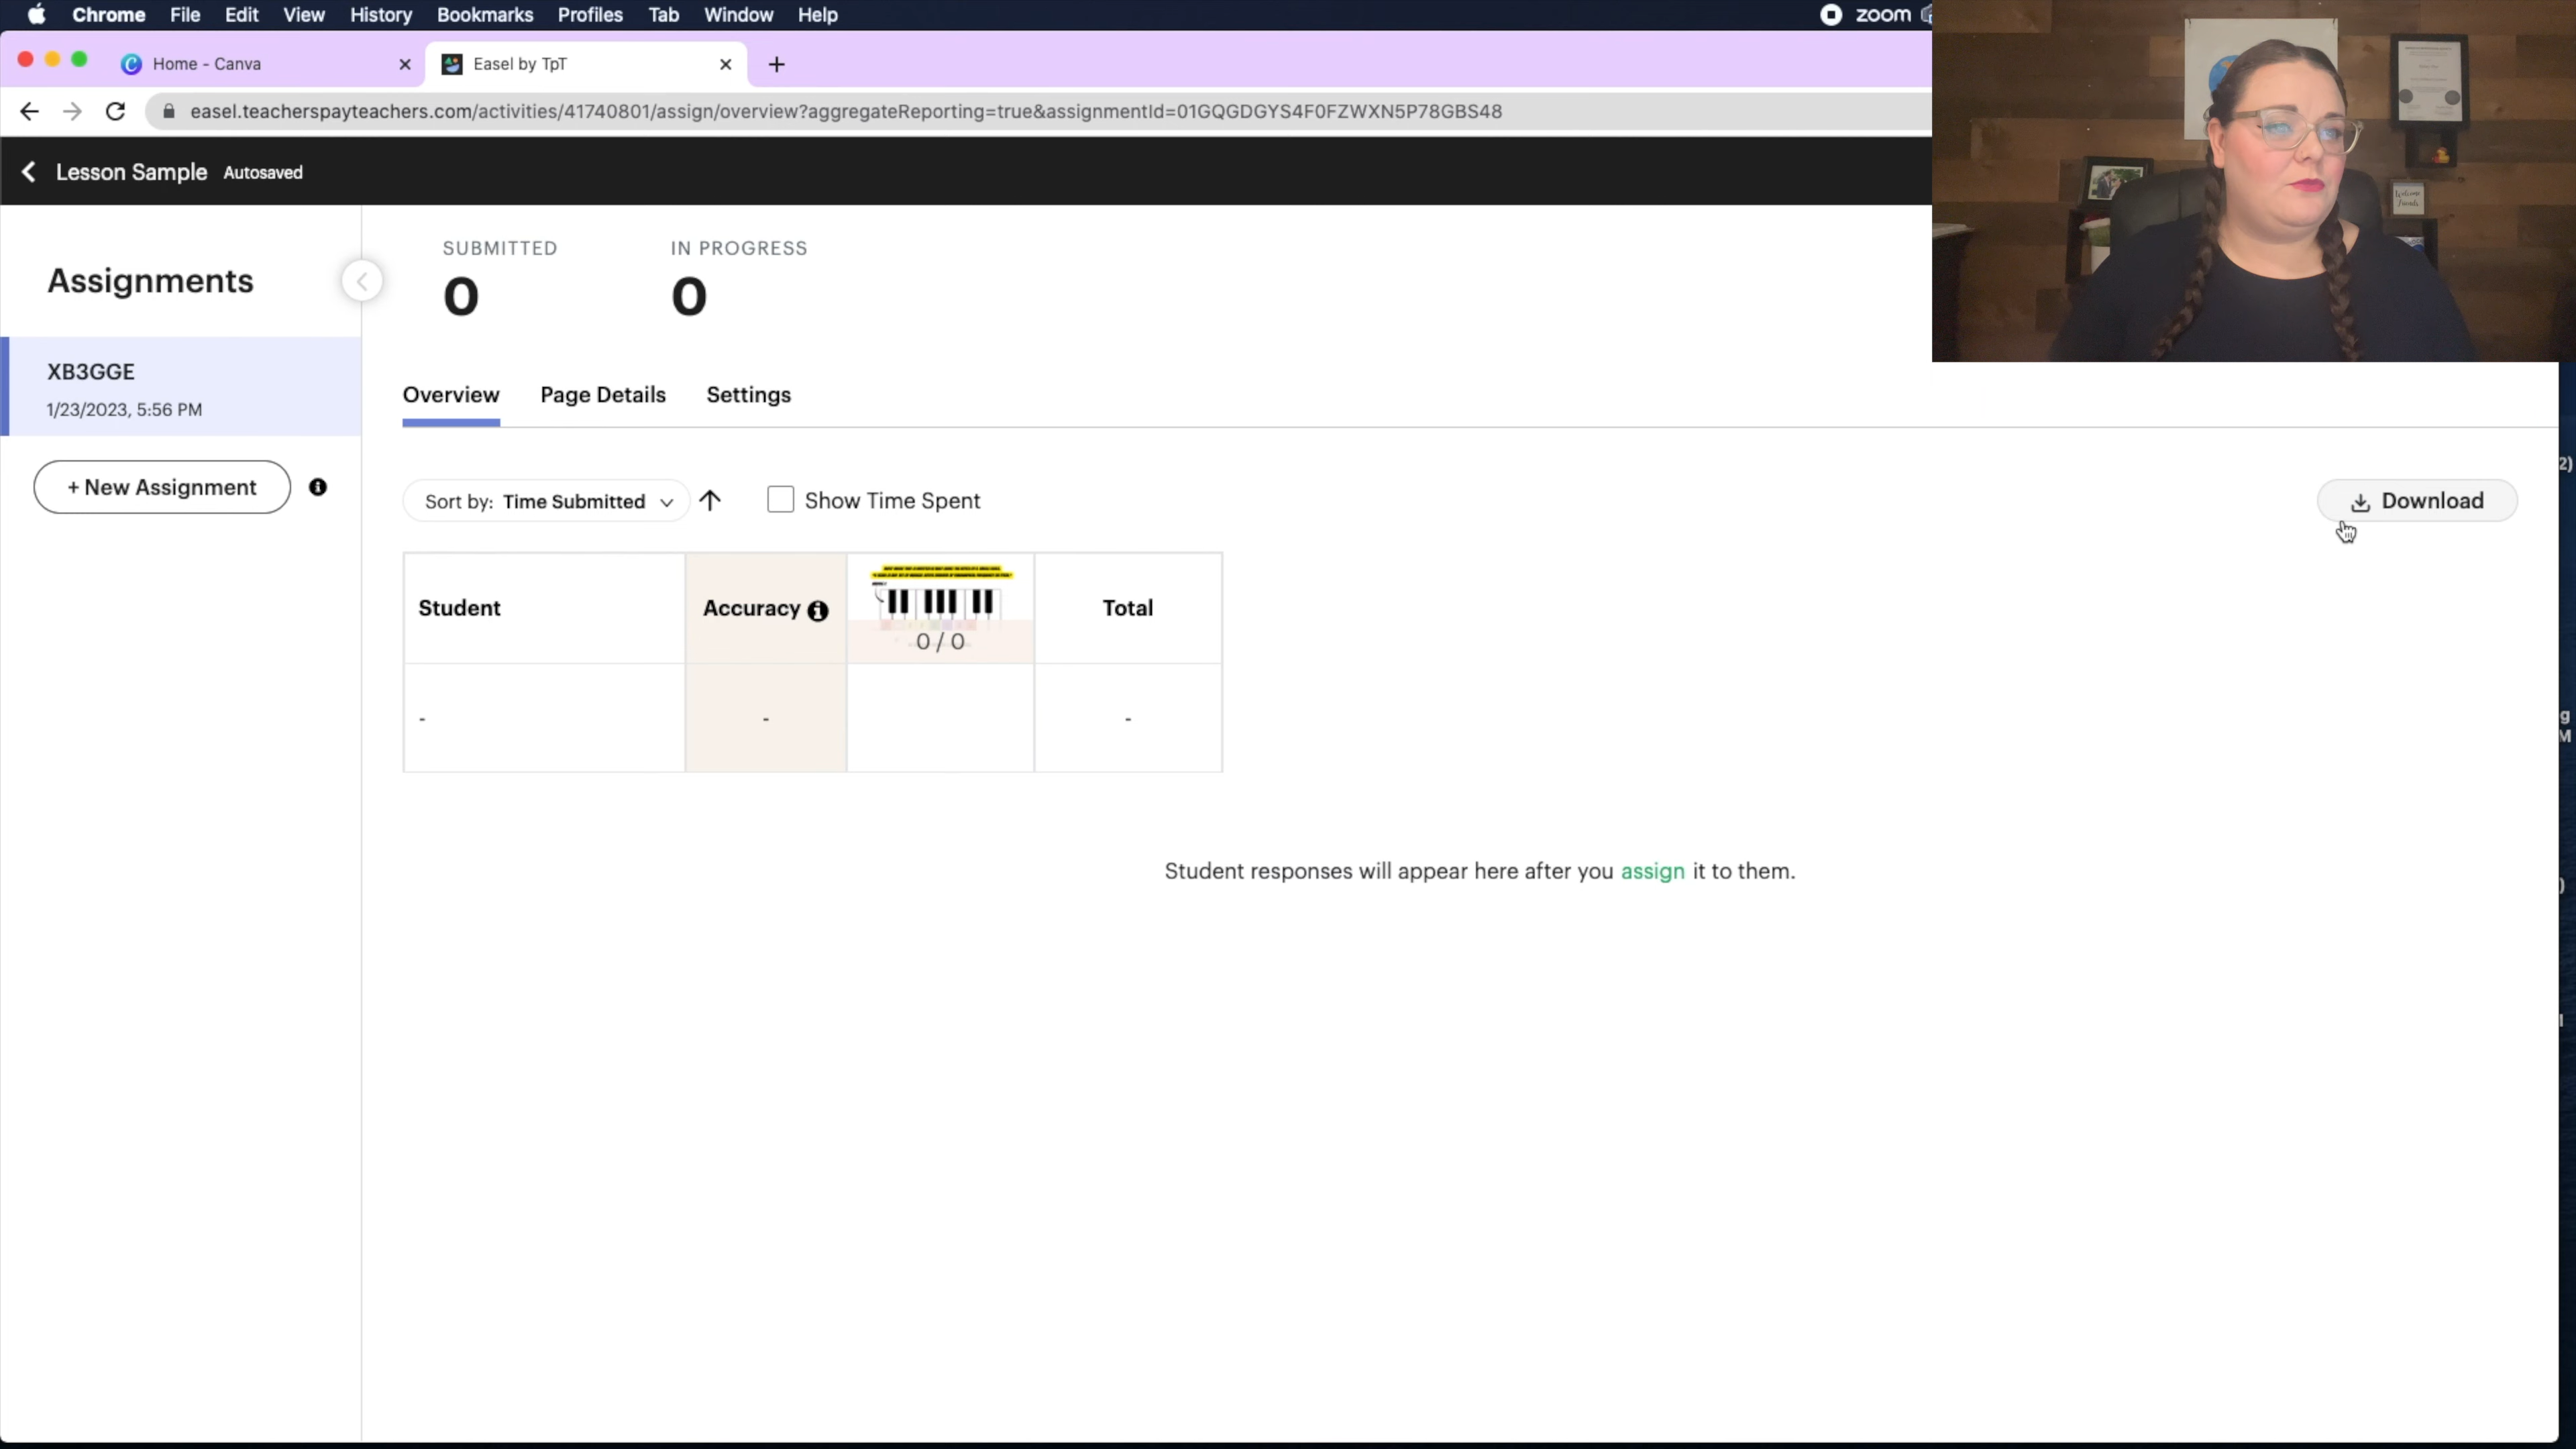 Chrome File Edit View History Bookmarks Profiles Tab Window Help
zoom
Home - Canva
Easel by TpT
easel.teacherspayteachers.com/activities/41740801/assign/overview?aggregateReporting=true&assignmentId=01GQGDGYS4F0FZWXN5P78GBS48
Lesson Sample Autosaved
Assignments
SUBMITTED
0
IN PROGRESS
0
XB3GGE
1/23/2023, 5:56 PM
+ New Assignment
Overview Page Details Settings
Sort by: Time Submitted
Show Time Spent
Download
Student Accuracy 0 / 0 Total
- - -
Student responses will appear here after you assign it to them.